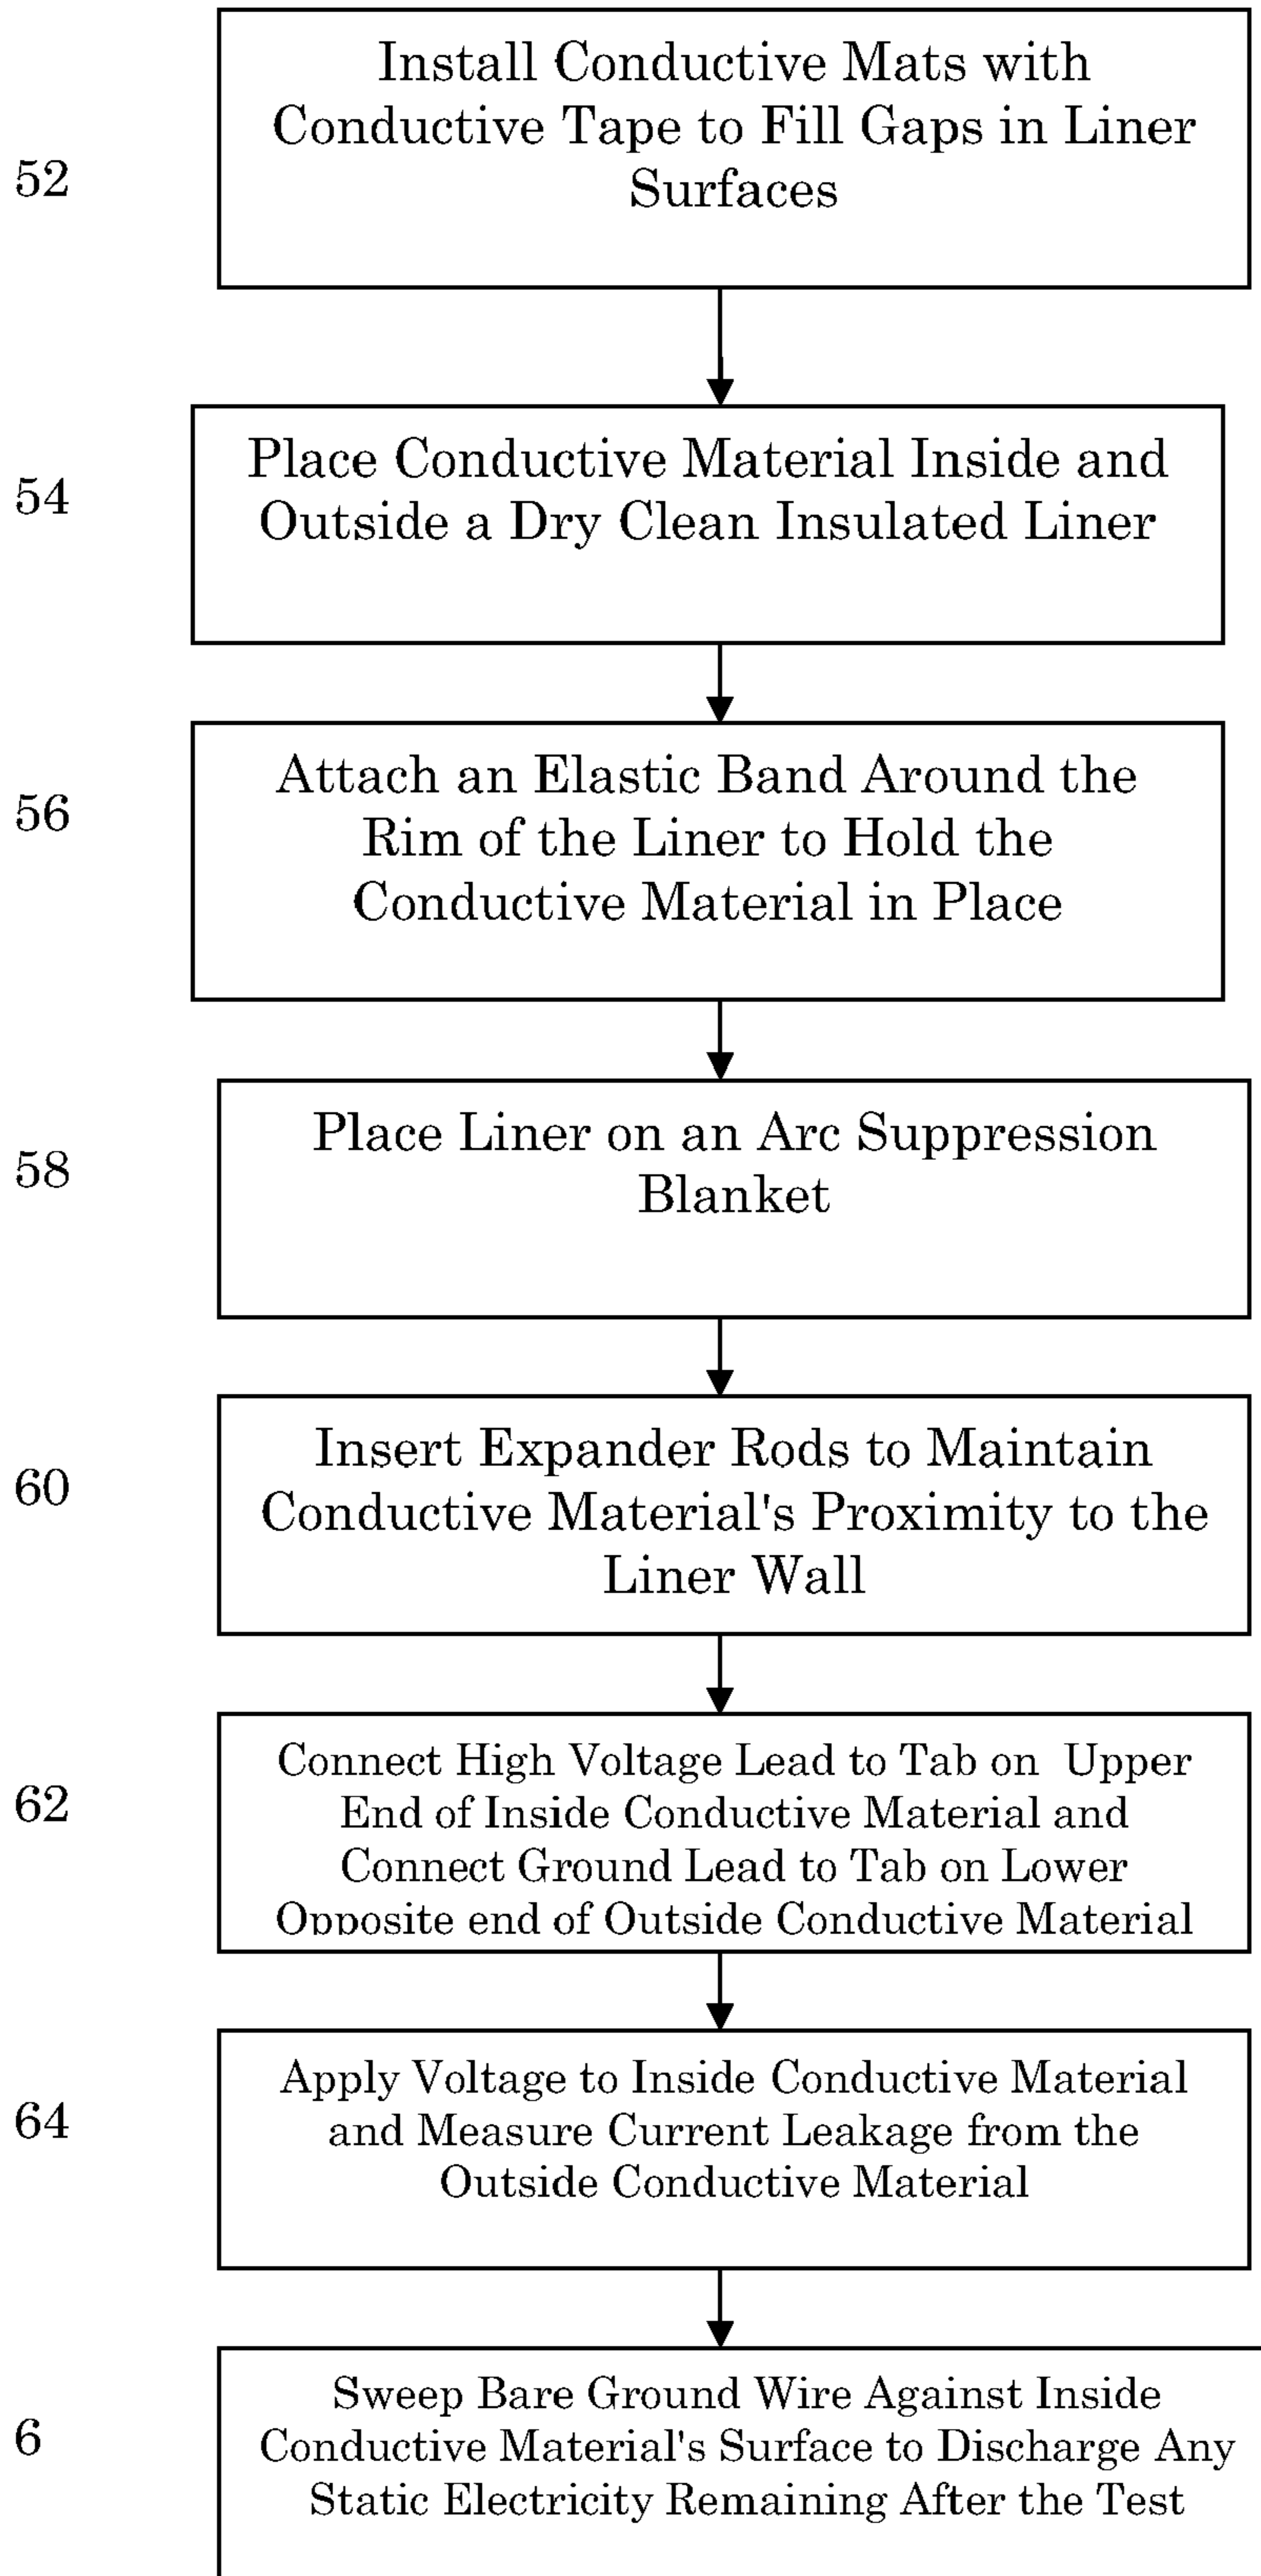 Install Conductive Mats with
Conductive Tape to Fill Gaps in Liner
52
Surfaces
Place Conductive Material Inside and
54
Outside a Dry Clean Insulated Liner
Attach an Elastic Band Around the
56
Rim of the Liner to Hold the
Conductive Material in Place
Place Liner on an Arc Suppression
58
Blanket
Insert Expander Rods to Maintain
60
Conductive Material's Proximity to the
Liner Wall
Connect High Voltage Lead to Tab on Upper
62
End of Inside Conductive Material and
Connect Ground Lead to Tab on Lower
Opposite end of Outside Conductive Material
Apply Voltage to Inside Conductive Material
64
and Measure Current Leakage from the
Outside Conductive Material
Sweep Bare Ground Wire Against Inside
6
Conductive Material's Surface to Discharge Any
Static Electricity Remaining After the Test